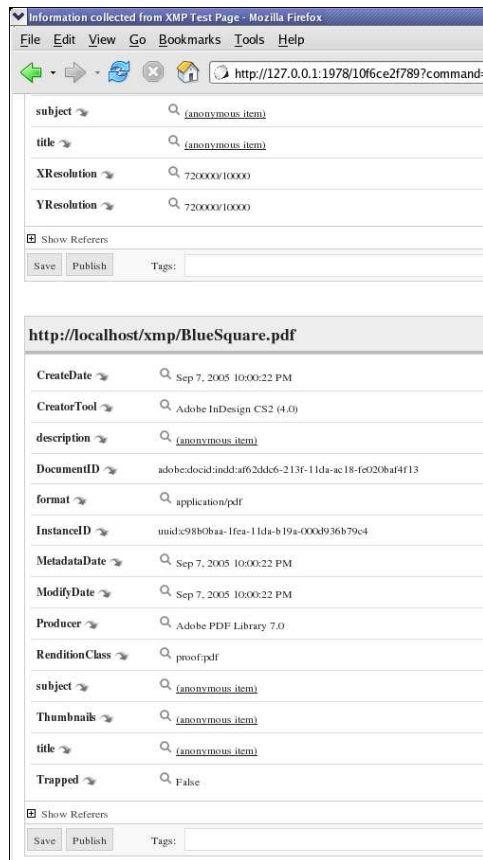 Information collected from XMP Test Page - Mozilla Firefox
File Edit View Go Bookmarks Tools Help
http://127.0.0.1:1978/10f6ce2f789?command=
subject (anonymous item)
title (anonymous item)
XResolution 720000/10000
YResolution 720000/10000
Show Referers
Save Publish Tags:
http://localhost/xmp/BlueSquare.pdf
CreateDate Sep 7, 2005 10:00:22 PM
CreatorTool Adobe InDesign CS2 (4.0)
description (anonymous item)
DocumentID adobe:docid:indd:af62ddc6-213f-11da-ac18-fe020baf4f13
format application/pdf
InstanceID uuid:c98b0baa-1fea-11da-b19a-000d936b79c4
MetadataDate Sep 7, 2005 10:00:22 PM
ModifyDate Sep 7, 2005 10:00:22 PM
Producer Adobe PDF Library 7.0
RenditionClass proof:pdf
subject (anonymous item)
Thumbnails (anonymous item)
title (anonymous item)
Trapped False
Show Referers
Save Publish Tags: